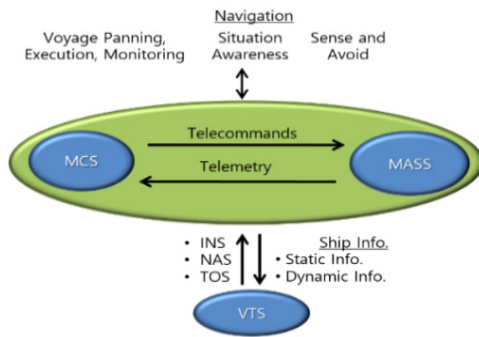 Navigation
Voyage Panning,
Execution, Monitoring
Situation
Awareness
Sense and
Avoid
Telecommands
MCS
MASS
Telemetry
• INS
• NAS
• TOS
Ship Info.
• Static Info.
• Dynamic Info.
VTS